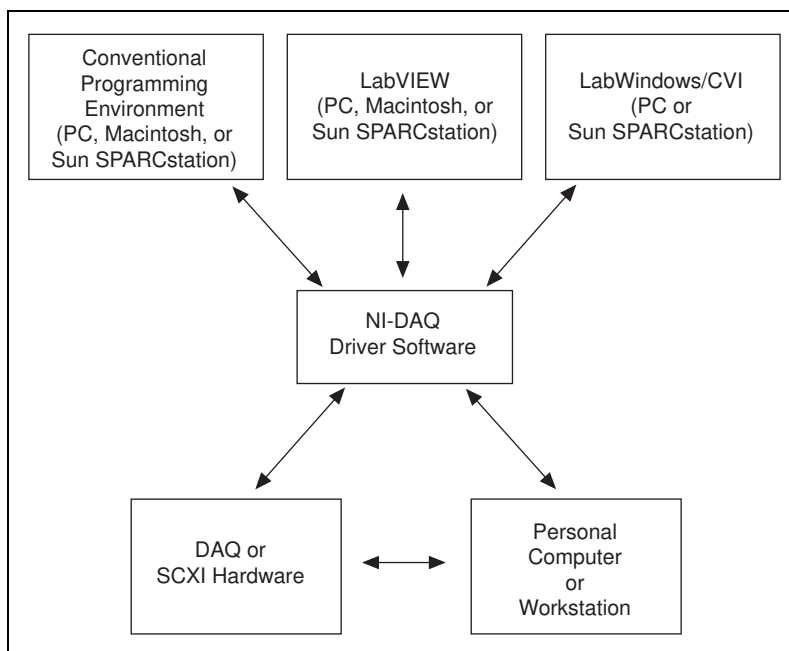 Conventional
Programming
Environment
(PC, Macintosh, or
Sun SPARCstation)
LabVIEW
(PC, Macintosh, or
Sun SPARCstation)
LabWindows/CVI
(PC or
Sun SPARCstation)
NI-DAQ
Driver Software
DAQ or
SCXI Hardware
Personal
Computer
or
Workstation